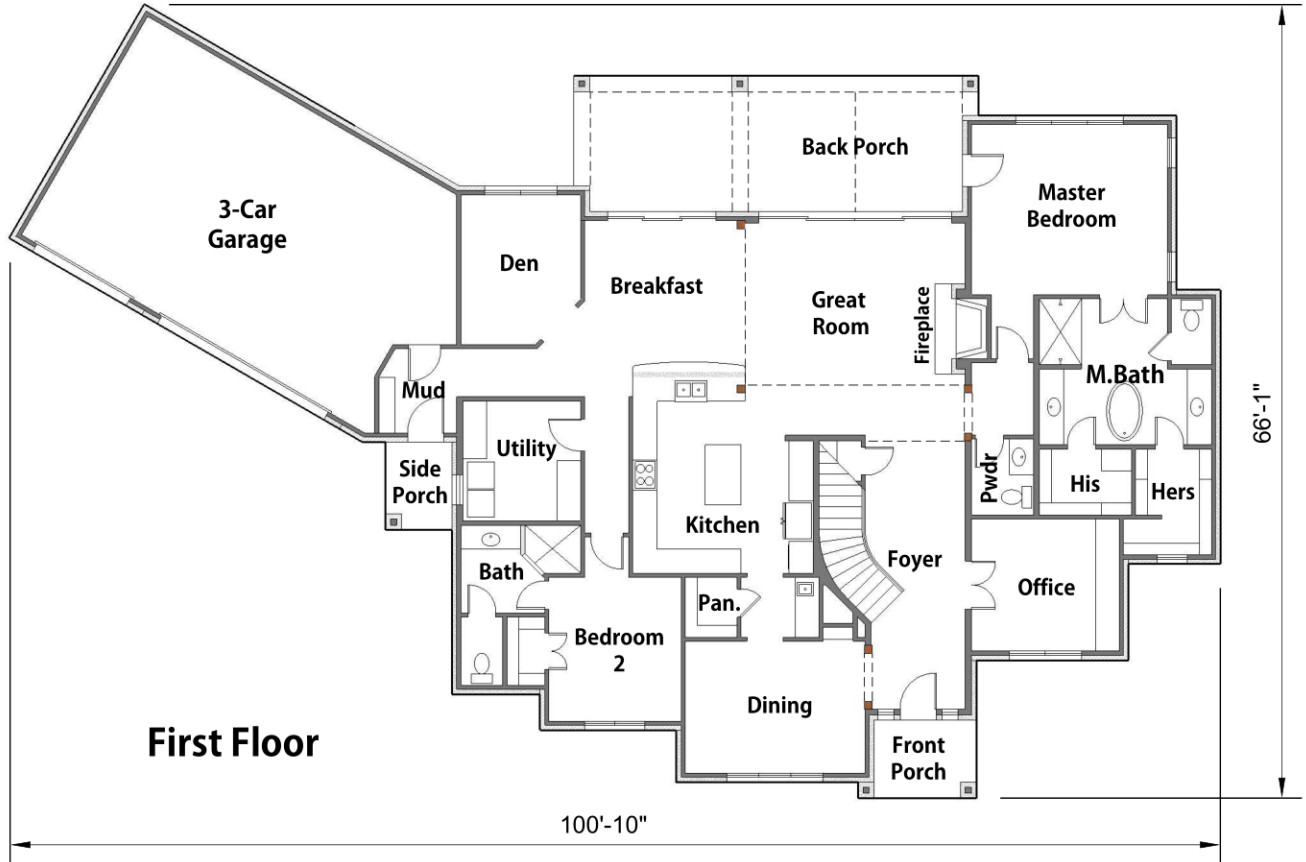 Back Porch
Master
Bedroom
3-Car
Garage
Den
Breakfast
Great
Room
Fireplace
Mud
M.Bath
66'-1"
Utility
Side
Porch
Kitchen
Pwdr
His
Hers
Bath
Foyer
Office
Pan.
Bedroom
2
Dining
Front
Porch
First Floor
100'-10"